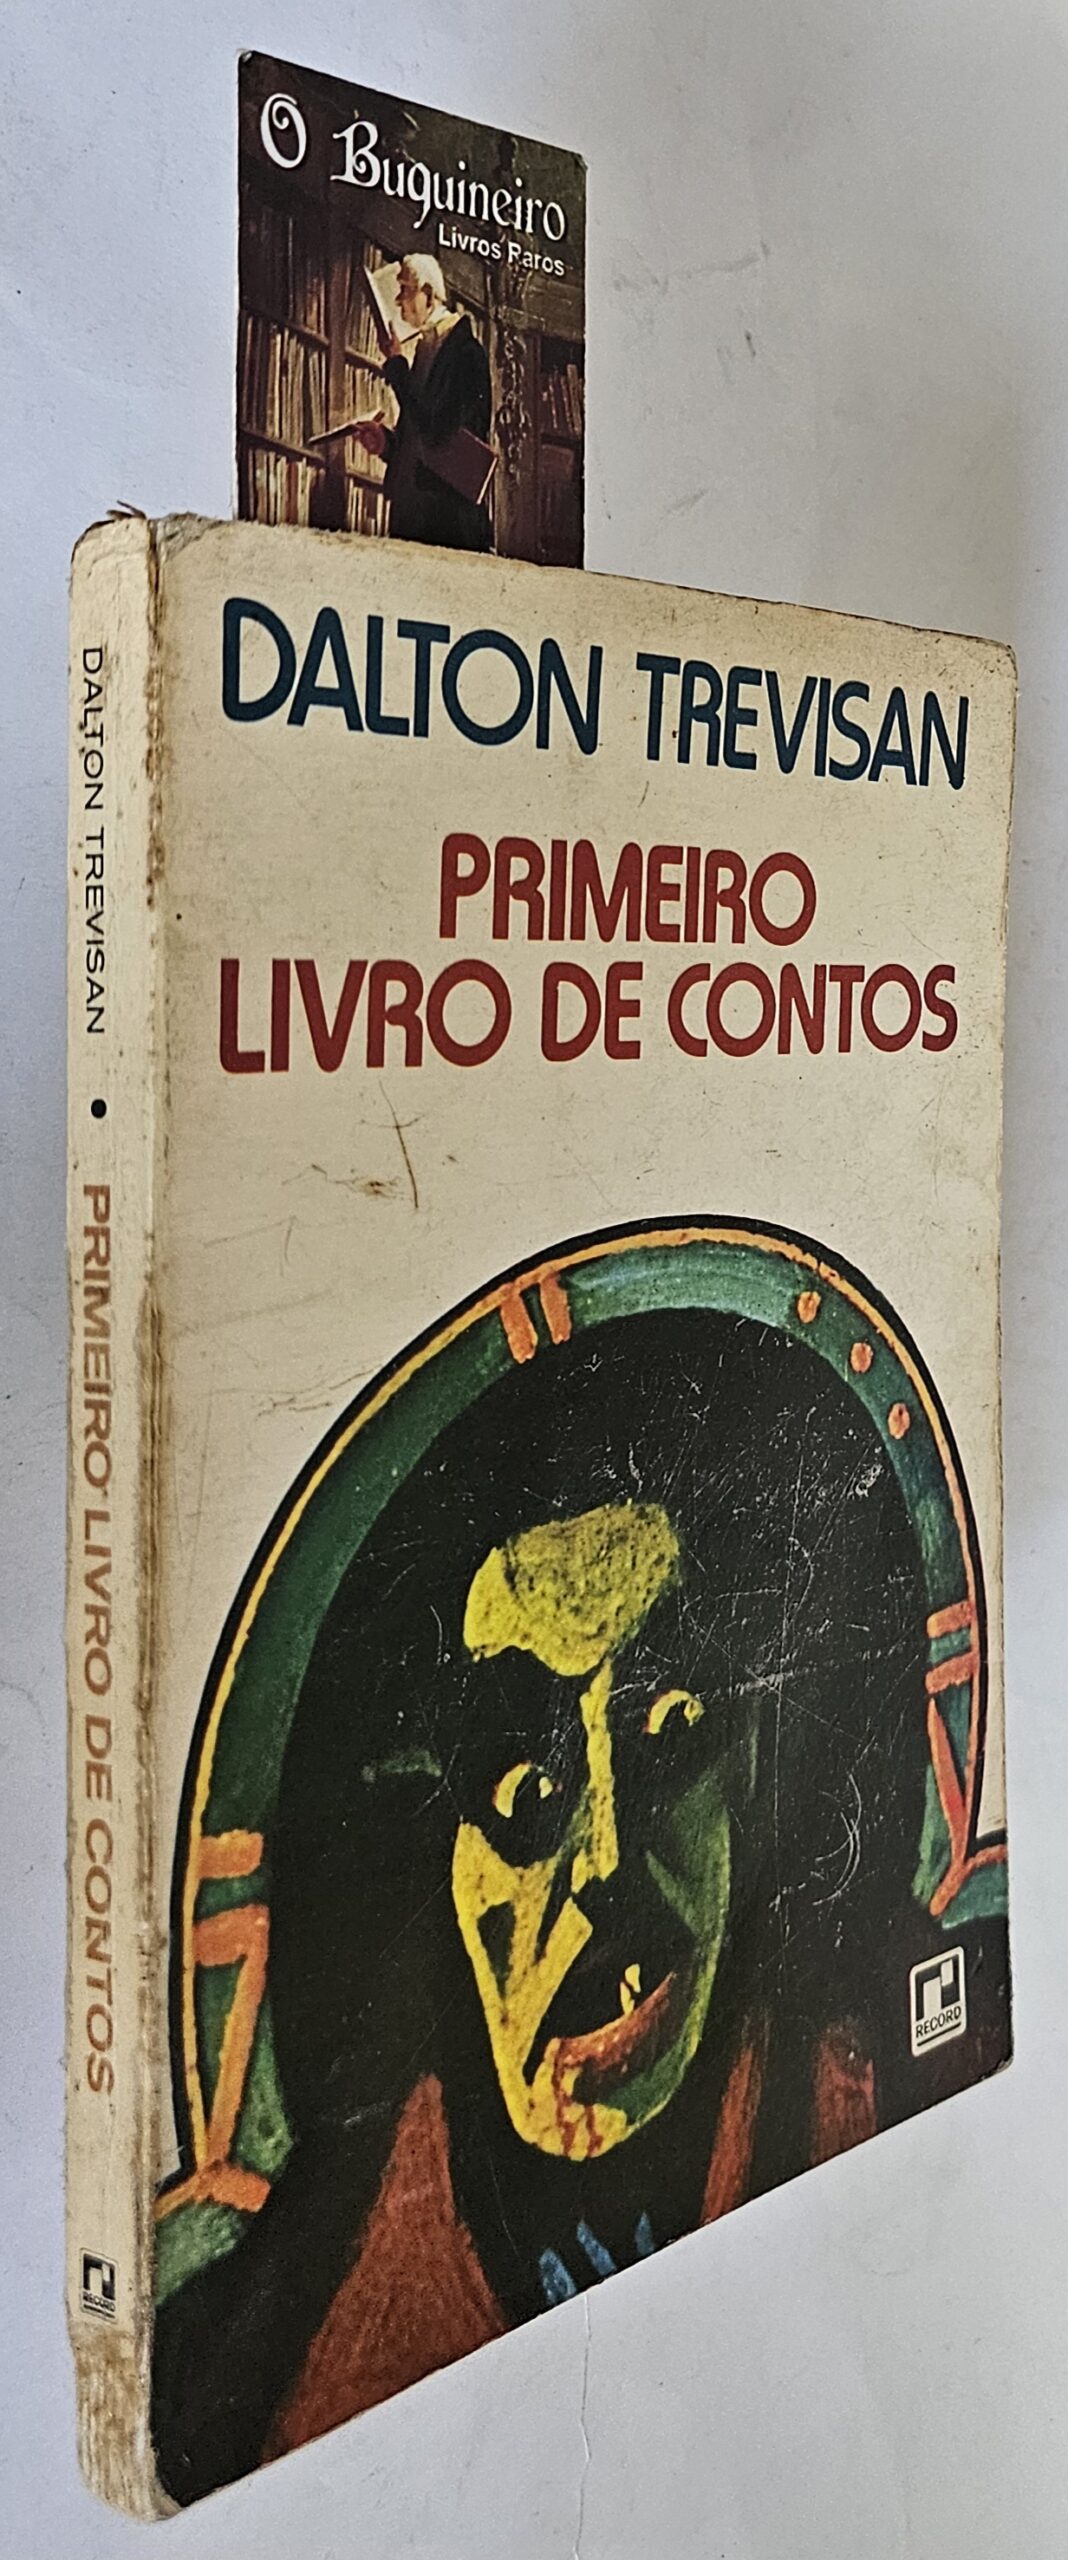 O Buquineiro
Livros Raros
DALTON TREVISAN
PRIMEIRO
LIVRO DE CONTOS
RECORD
DALTON TREVISAN • PRIMEIRO LIVRO DE CONTOS
RECORD